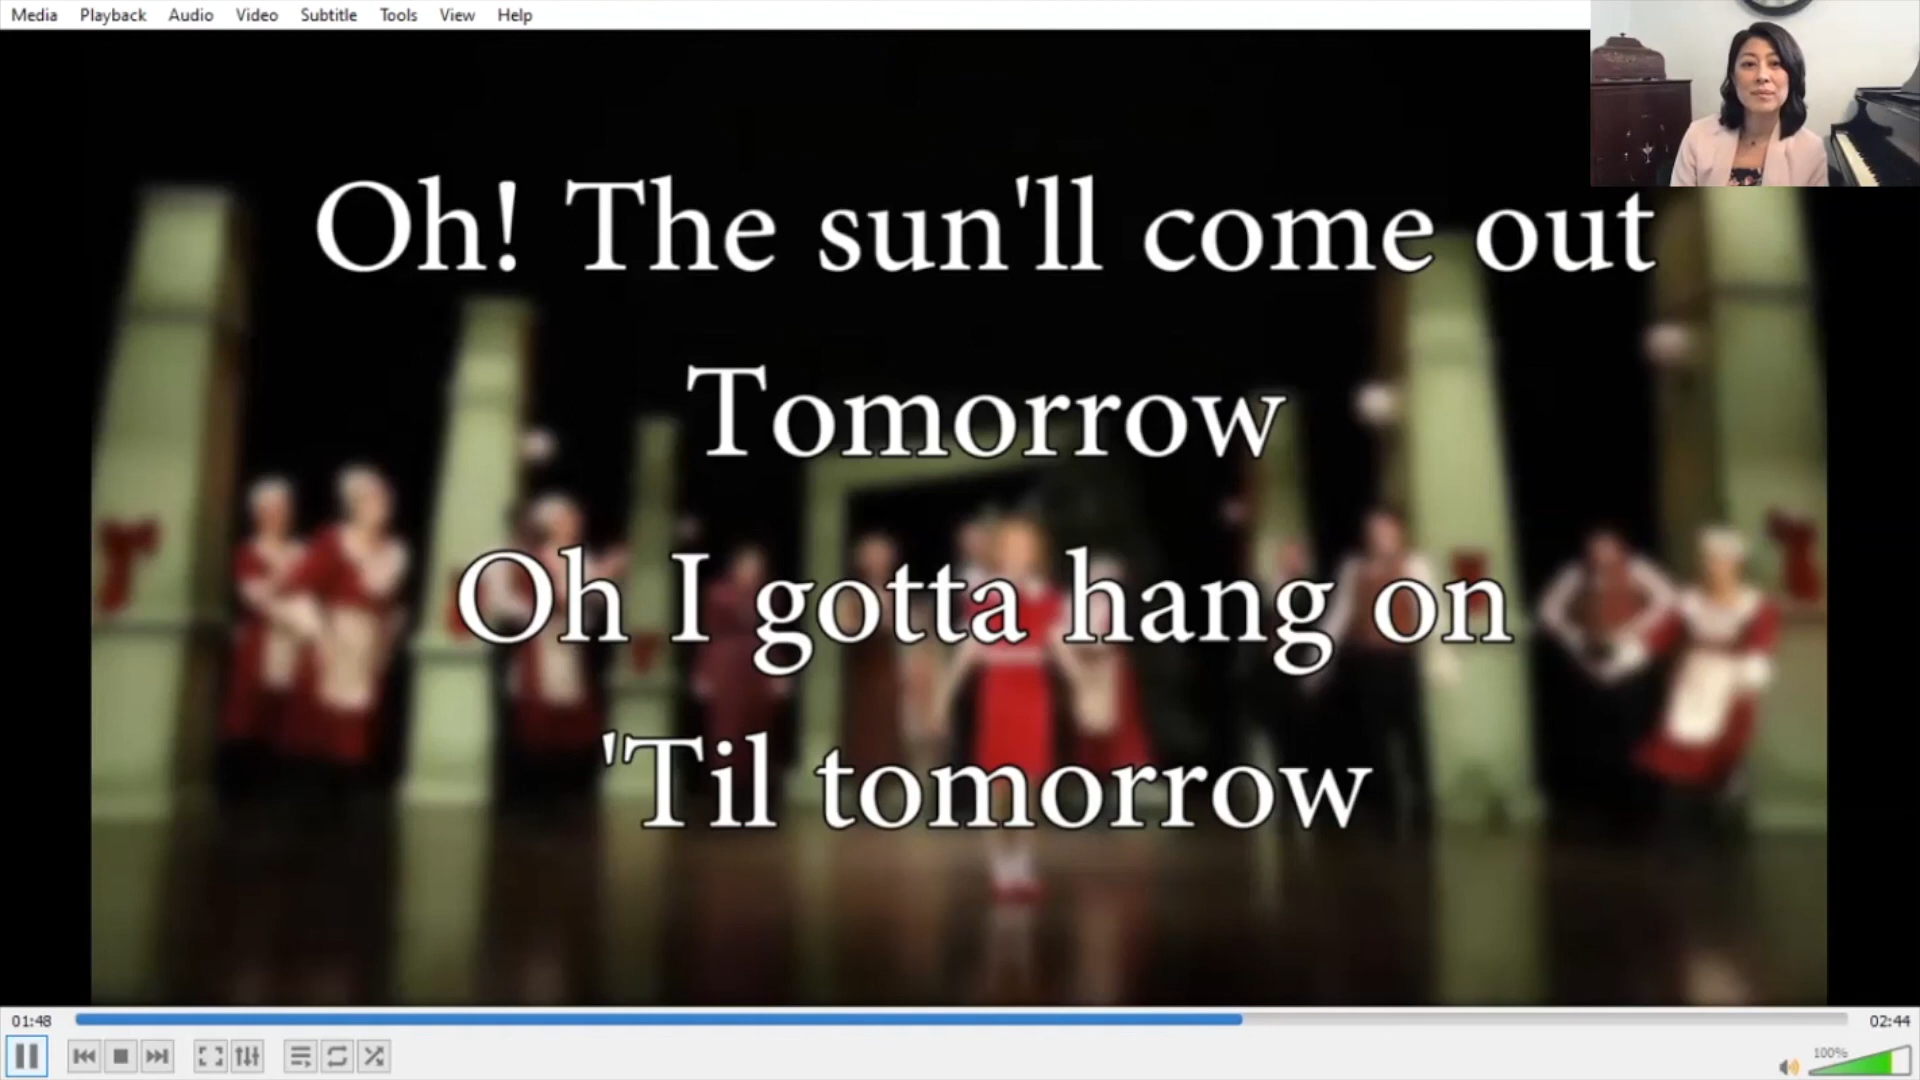 Media Playback Audio Video Subtitle Tools View Help
Oh! The sun'll come out
Tomorrow
Oh I gotta hang on
'Til tomorrow
01:48
02:44
100%